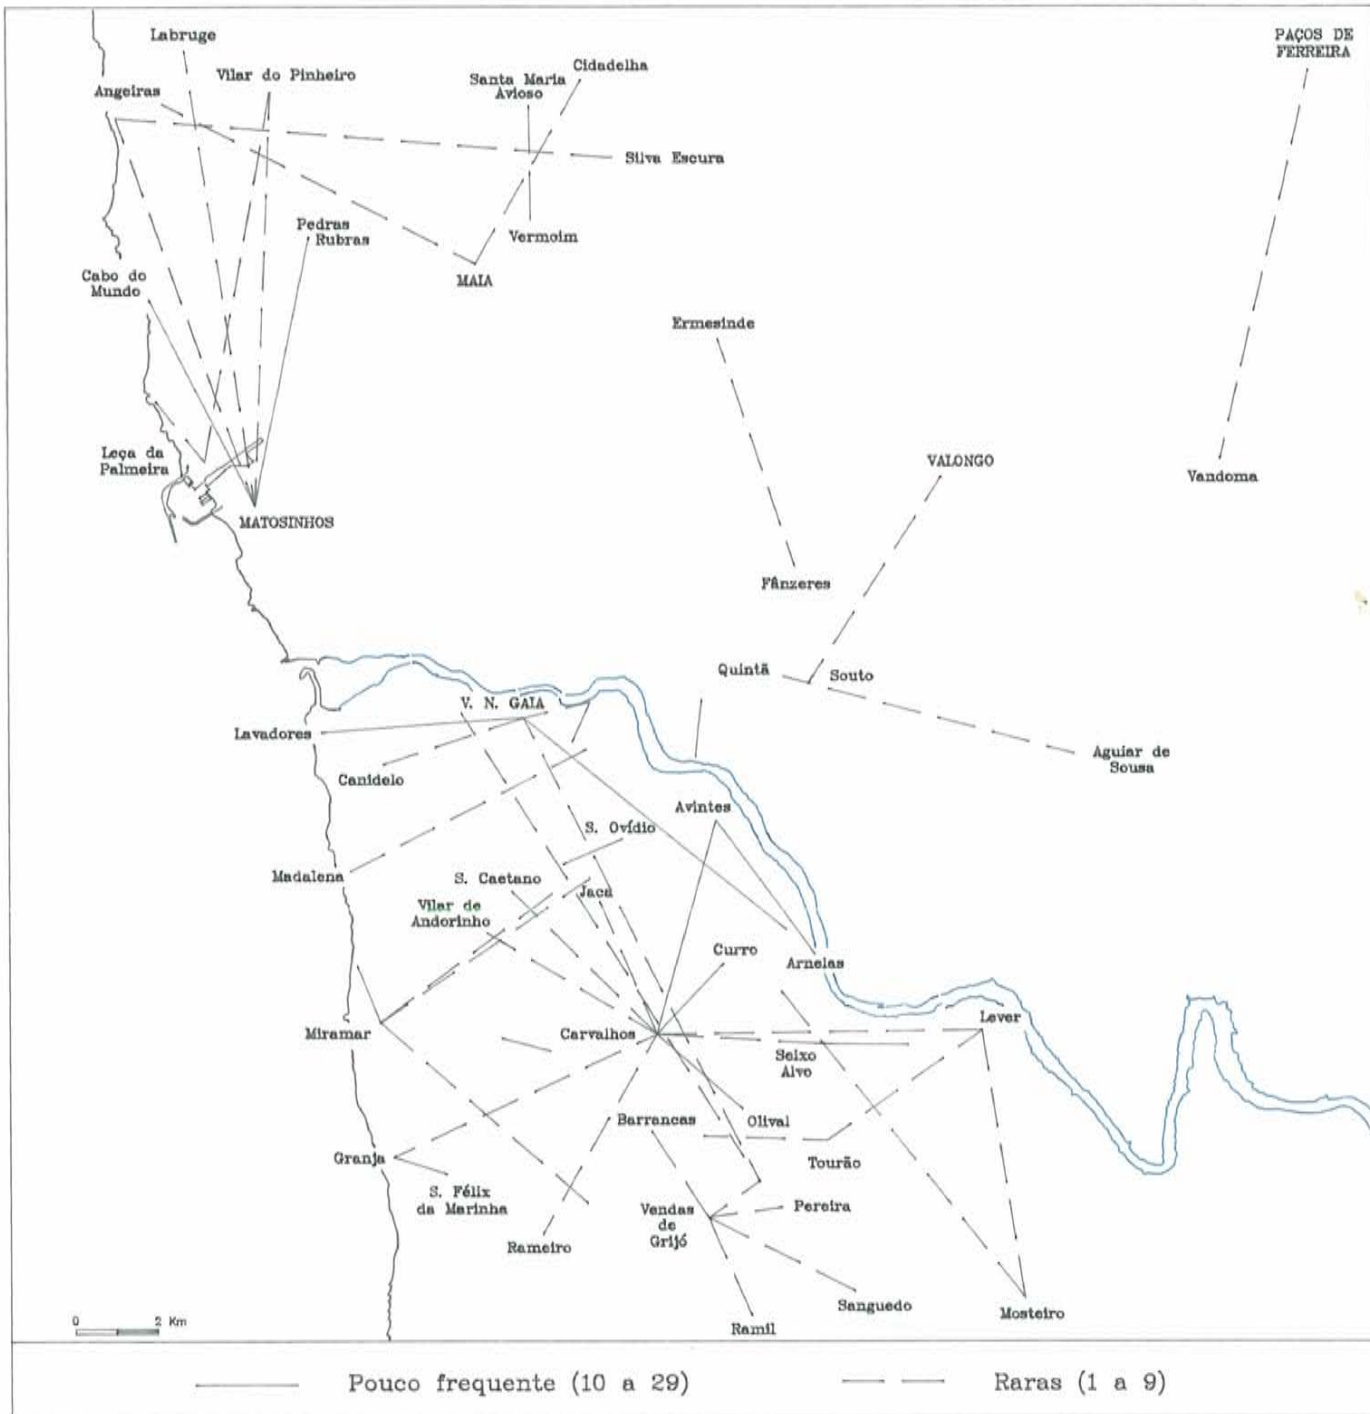 Labruge
PAÇOS DE
FERREIRA
Vilar do Pinheiro
Cidadelha
Santa Maria
Avioso
Angeiras
Silva Escura
Pedras
Rubras
Vermoim
MAIA
Cabo do
Mundo
Ermesinde
Leça da
Palmeira
VALONGO
Vandoma
MATOSINHOS
Fânzeres
Quintã
Souto
V. N. GAIA
Lavadores
Aguiar de
Sousa
Canidelo
Avintes
S. Ovídio
Madalena
S. Caetano
Jaca
Vilar de
Andorinho
Curro
Arnelas
Miramar
Carvalhos
Lever
Seixo
Alvo
Barrancas
Olival
Granja
Tourão
S. Félix
da Marinha
Vendas
de
Grijó
Pereira
Rameiro
Sanguedo
Mosteiro
Ramil
0 2 Km
Pouco frequente (10 a 29)
Raras (1 a 9)